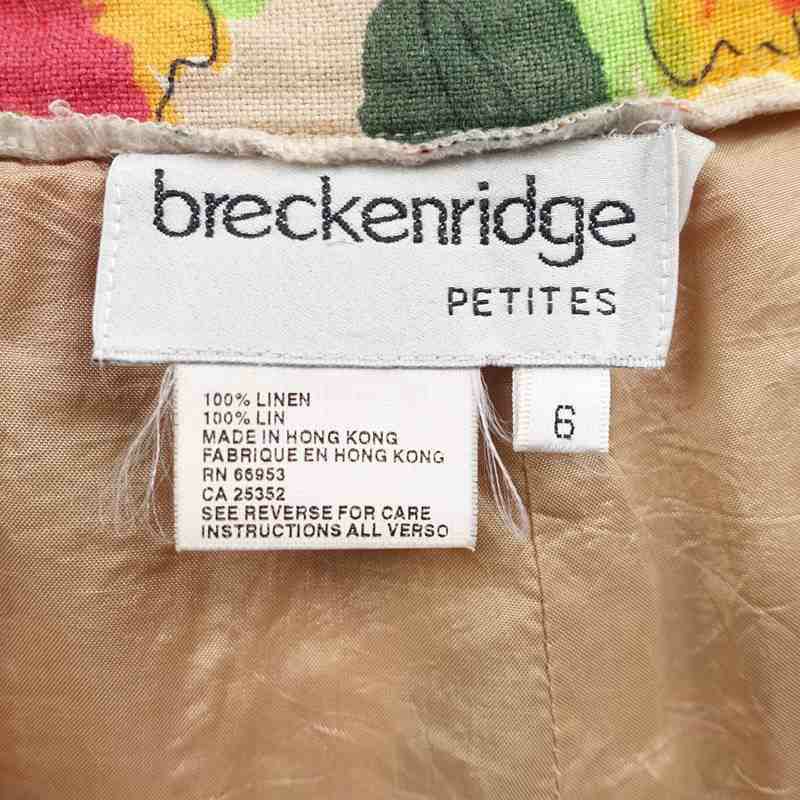 breckenridge
PETITES
100% LINEN
100% LIN
MADE IN HONG KONG
FABRIQUE EN HONG KONG
RN 66953
CA 25352
SEE REVERSE FOR CARE
INSTRUCTIONS ALL VERSO
6